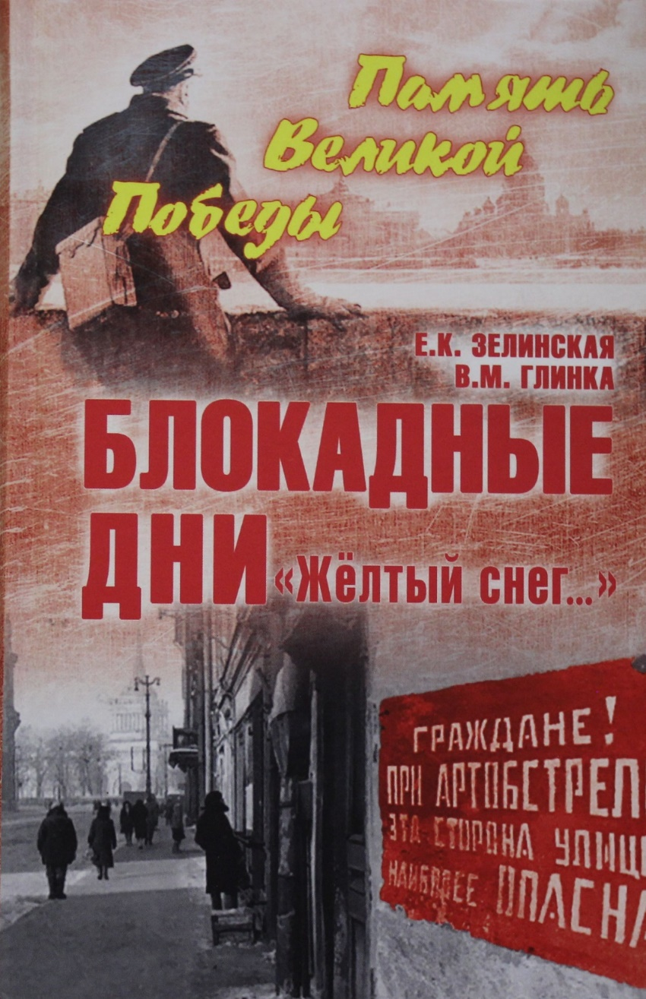 Память
Великой
Победы
Е.К. ЗЕЛИНСКАЯ
В.М. ГЛИНКА
БЛОКАДНЫЕ
ДНИ «Жёлтый снег...»
ГРАЖДАНЕ!
ПРИ АРТОБСТРЕЛ
ЭТА СТОРОНА УЛИЦ
НАИБОЛЕЕ ОПАСНА